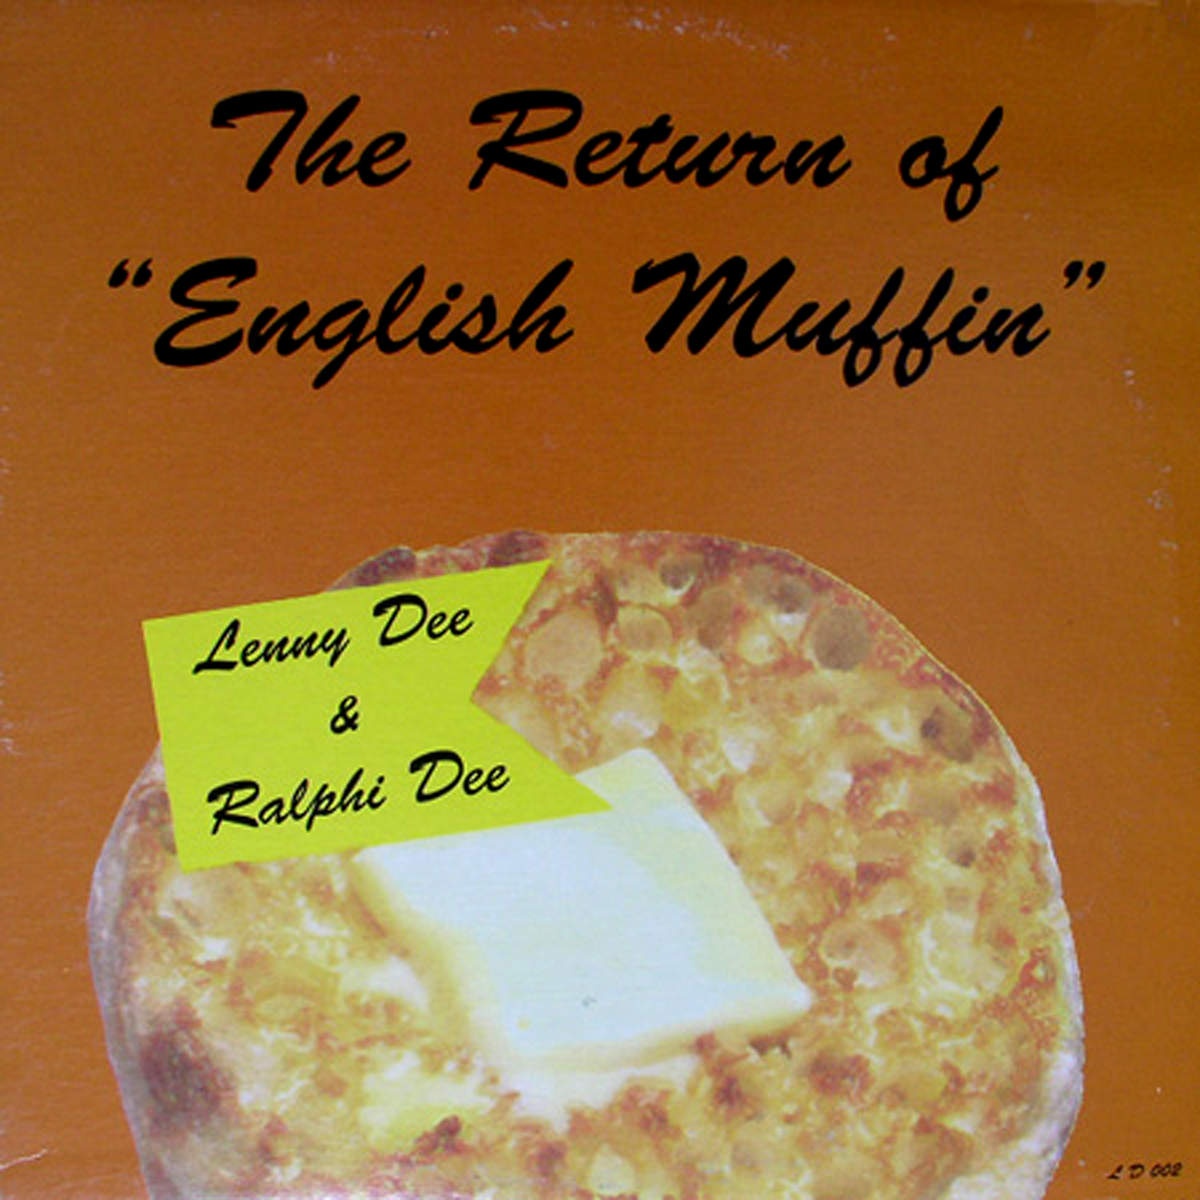 The Return of
“English Muffin”
Lenny Dee
&
Ralphi Dee
LD 002